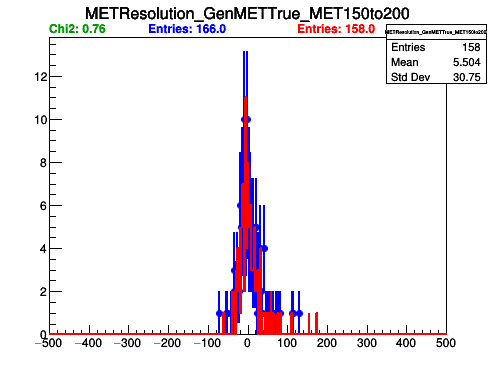 METResolution_GenMETTrue_MET150to200
Chi2: 0.76 Entries: 166.0 Entries: 158.0
METResolution_GenMETTrue_MET150to200
Entries 158
Mean 5.504
Std Dev 30.75
12
10
8
6
4
2
0
−500 −400 −300 −200 −100 0 100 200 300 400 500